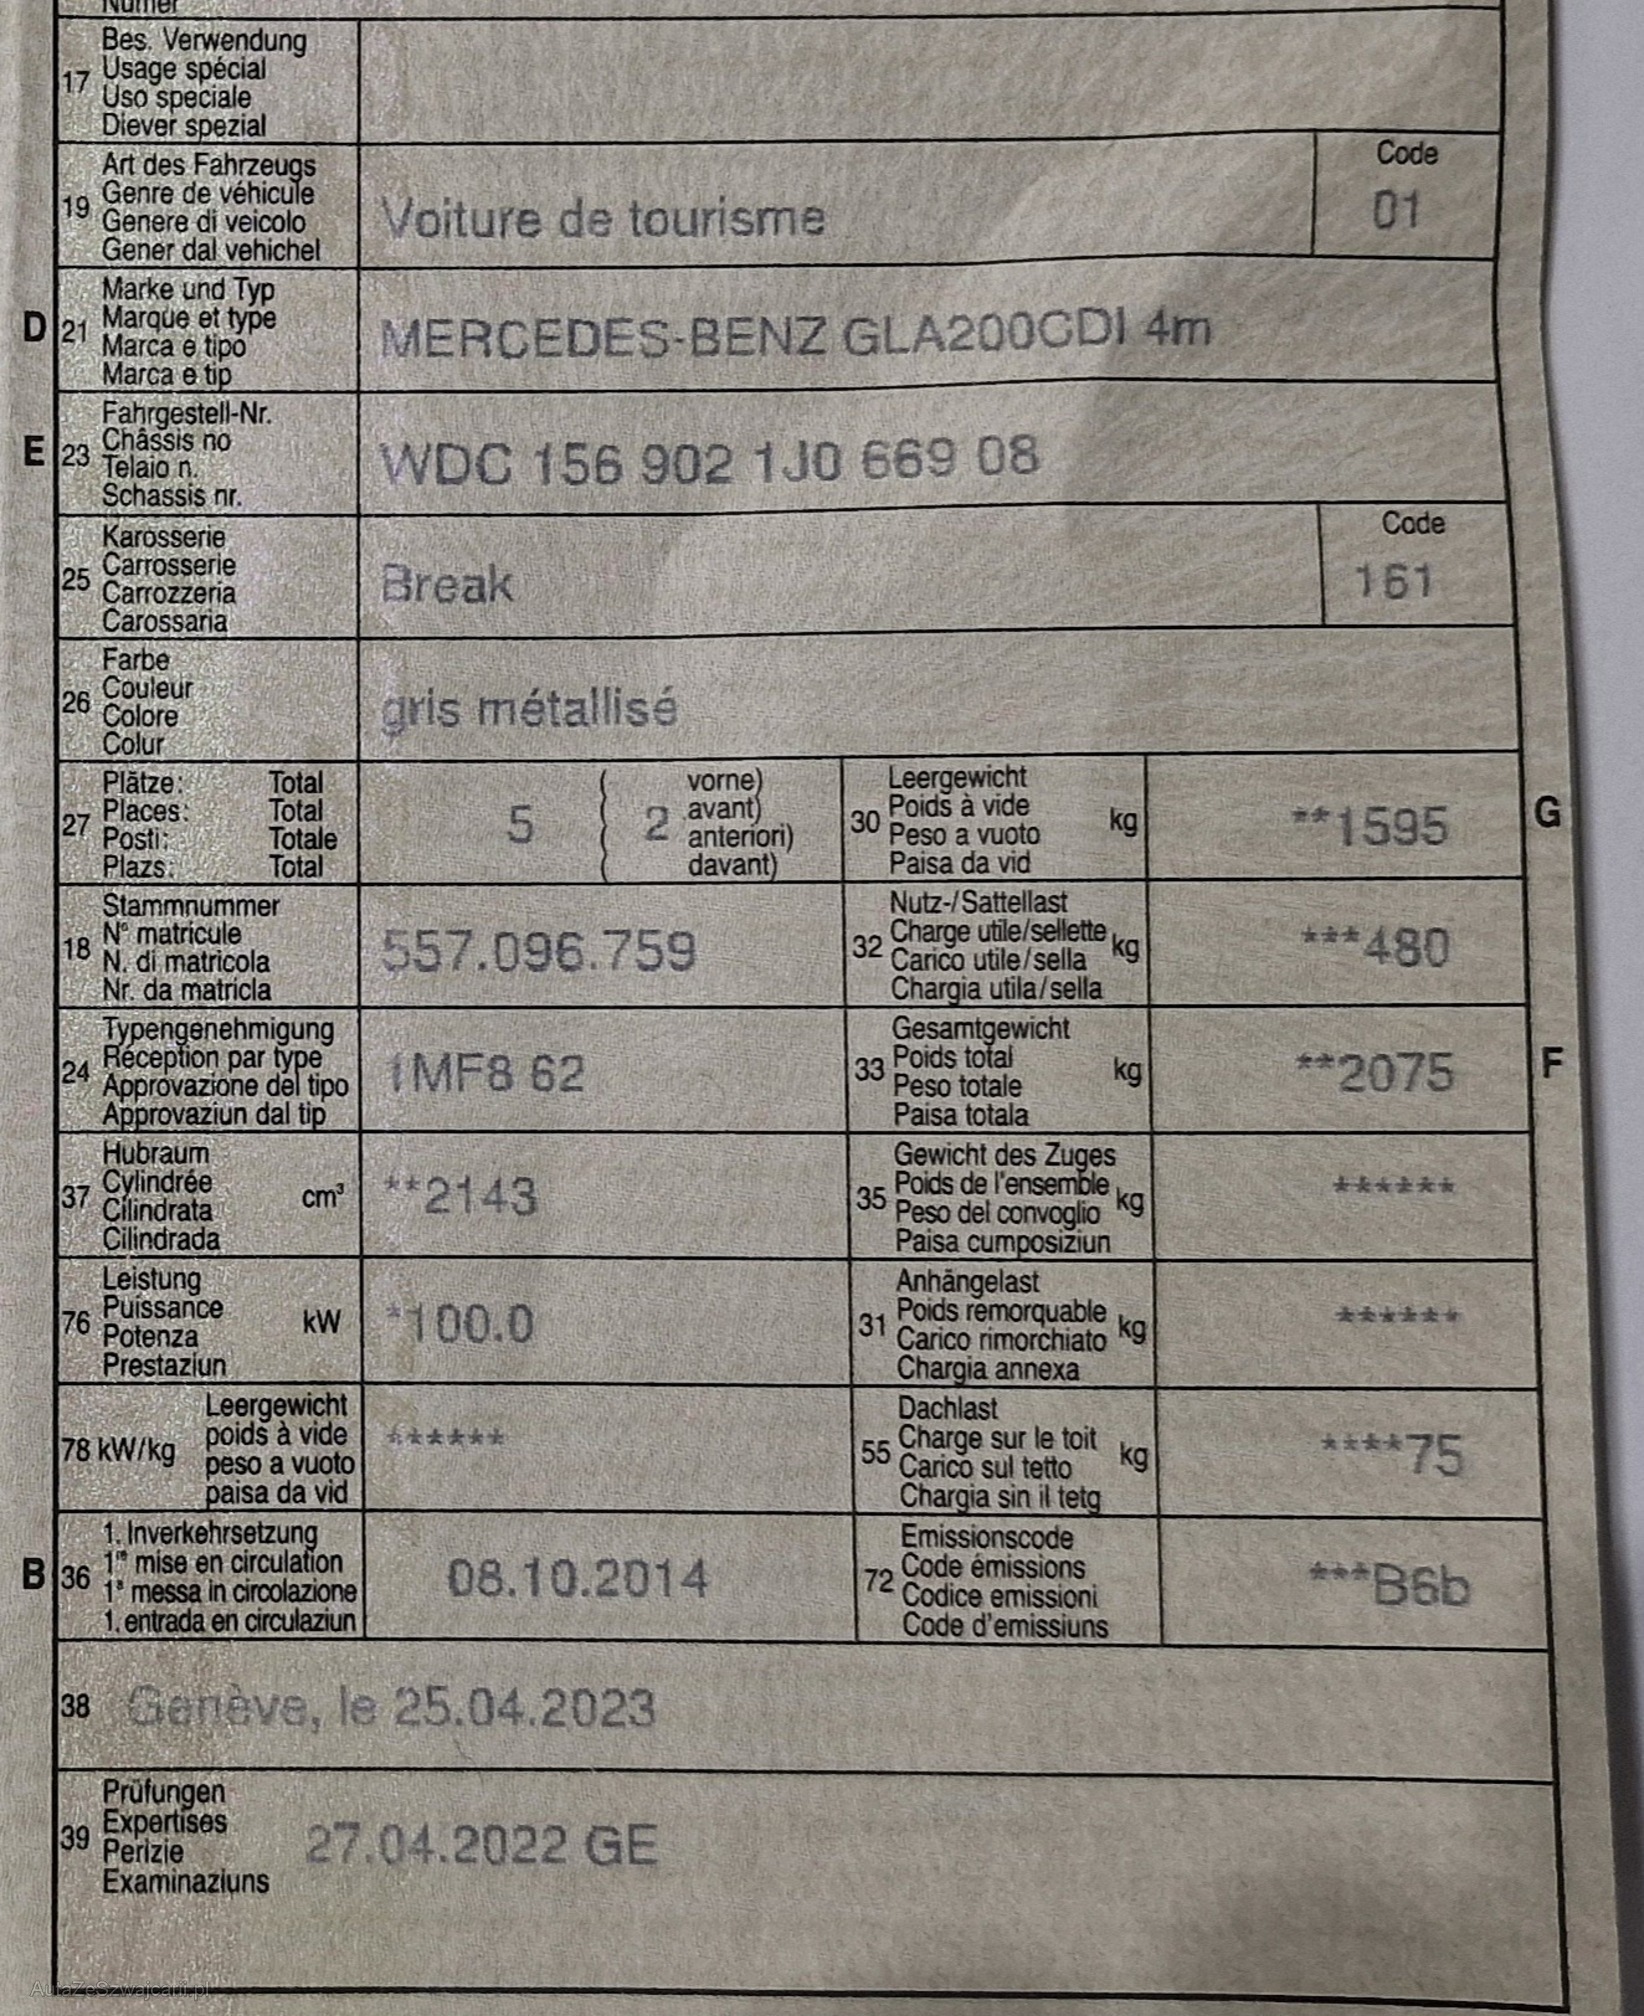 Numer
17 Bes. Verwendung
Usage spécial
Uso speciale
Diever spezial
19 Art des Fahrzeugs
Genre de véhicule
Genere di veicolo
Gener dal vehichel
Voiture de tourisme
Code
01
D 21 Marke und Typ
Marque et type
Marca e tipo
Marca e tip
MERCEDES-BENZ GLA200CDI 4m
E 23 Fahrgestell-Nr.
Châssis no
Telaio n.
Schassis nr.
WDC 156 902 1J0 669 08
25 Karosserie
Carrosserie
Carrozzeria
Carossaria
Break
Code
161
26 Farbe
Couleur
Colore
Colur
gris métallisé
27 Plätze: Total
Places: Total
Posti: Totale
Plazs: Total
5
( 2 vorne)
avant)
anteriori)
davant)
30 Leergewicht
Poids à vide kg
Peso a vuoto
Paisa da vid
**1595
G
18 Stammnummer
N° matricule
N. di matricola
Nr. da matricla
557.096.759
32 Nutz-/Sattellast
Charge utile/sellette kg
Carico utile/sella
Chargia utila/sella
***480
24 Typengenehmigung
Réception par type
Approvazione del tipo
Approvaziun dal tip
1MF8 62
33 Gesamtgewicht
Poids total kg
Peso totale
Paisa totala
**2075
F
37 Hubraum
Cylindrée cm³
Cilindrata
Cilindrada
**2143
35 Gewicht des Zuges
Poids de l'ensemble kg
Peso del convoglio
Paisa cumposiziun
******
76 Leistung
Puissance kW
Potenza
Prestaziun
*100.0
31 Anhängelast
Poids remorquable kg
Carico rimorchiato
Chargia annexa
******
78 kW/kg Leergewicht
poids à vide
peso a vuoto
paisa da vid
******
55 Dachlast
Charge sur le toit kg
Carico sul tetto
Chargia sin il tetg
****75
B 36 1. Inverkehrsetzung
1re mise en circulation
1a messa in circolazione
1. entrada en circulaziun
08.10.2014
72 Emissionscode
Code émissions
Codice emissioni
Code d'emissiuns
***B6b
38 Genève, le 25.04.2023
39 Prüfungen
Expertises
Perizie
Examinaziuns
27.04.2022 GE
AutaZeSzwajcarii.pl